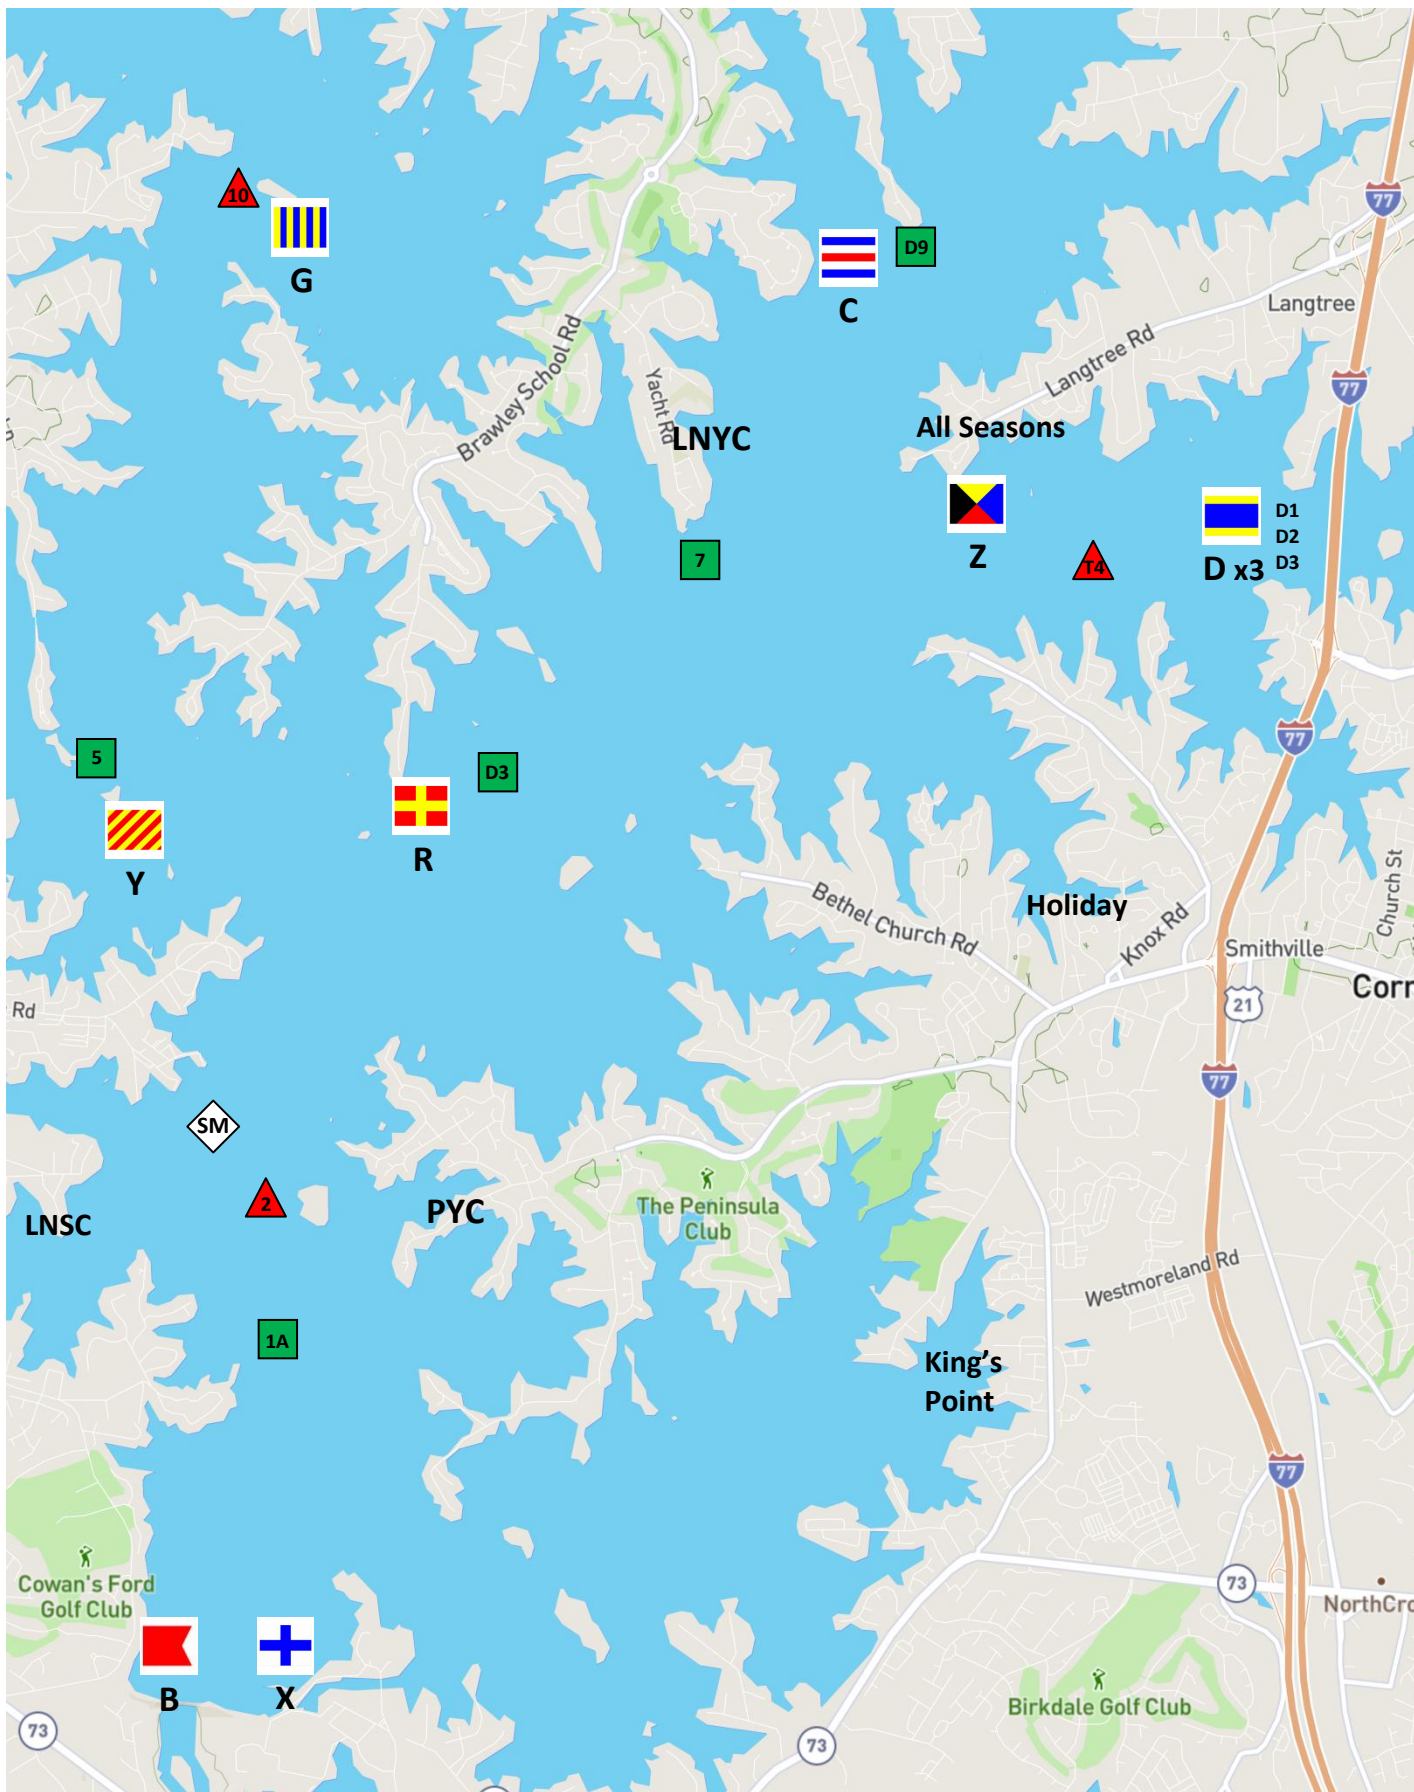 10
G
D9
C
77
Langtree
Langtree Rd
77
Brawley School Rd
Yacht Rd
LNYC
All Seasons
Z
T4
D x3
D1
D2
D3
7
77
5
Y
D3
R
Bethel Church Rd
Holiday
Knox Rd
Church St
Smithville
Corr
21
Rd
77
SM
2
LNSC
PYC
The Peninsula
Club
Westmoreland Rd
1A
King's
Point
77
Cowan's Ford
Golf Club
73
NorthCro
B
X
Birkdale Golf Club
73
73